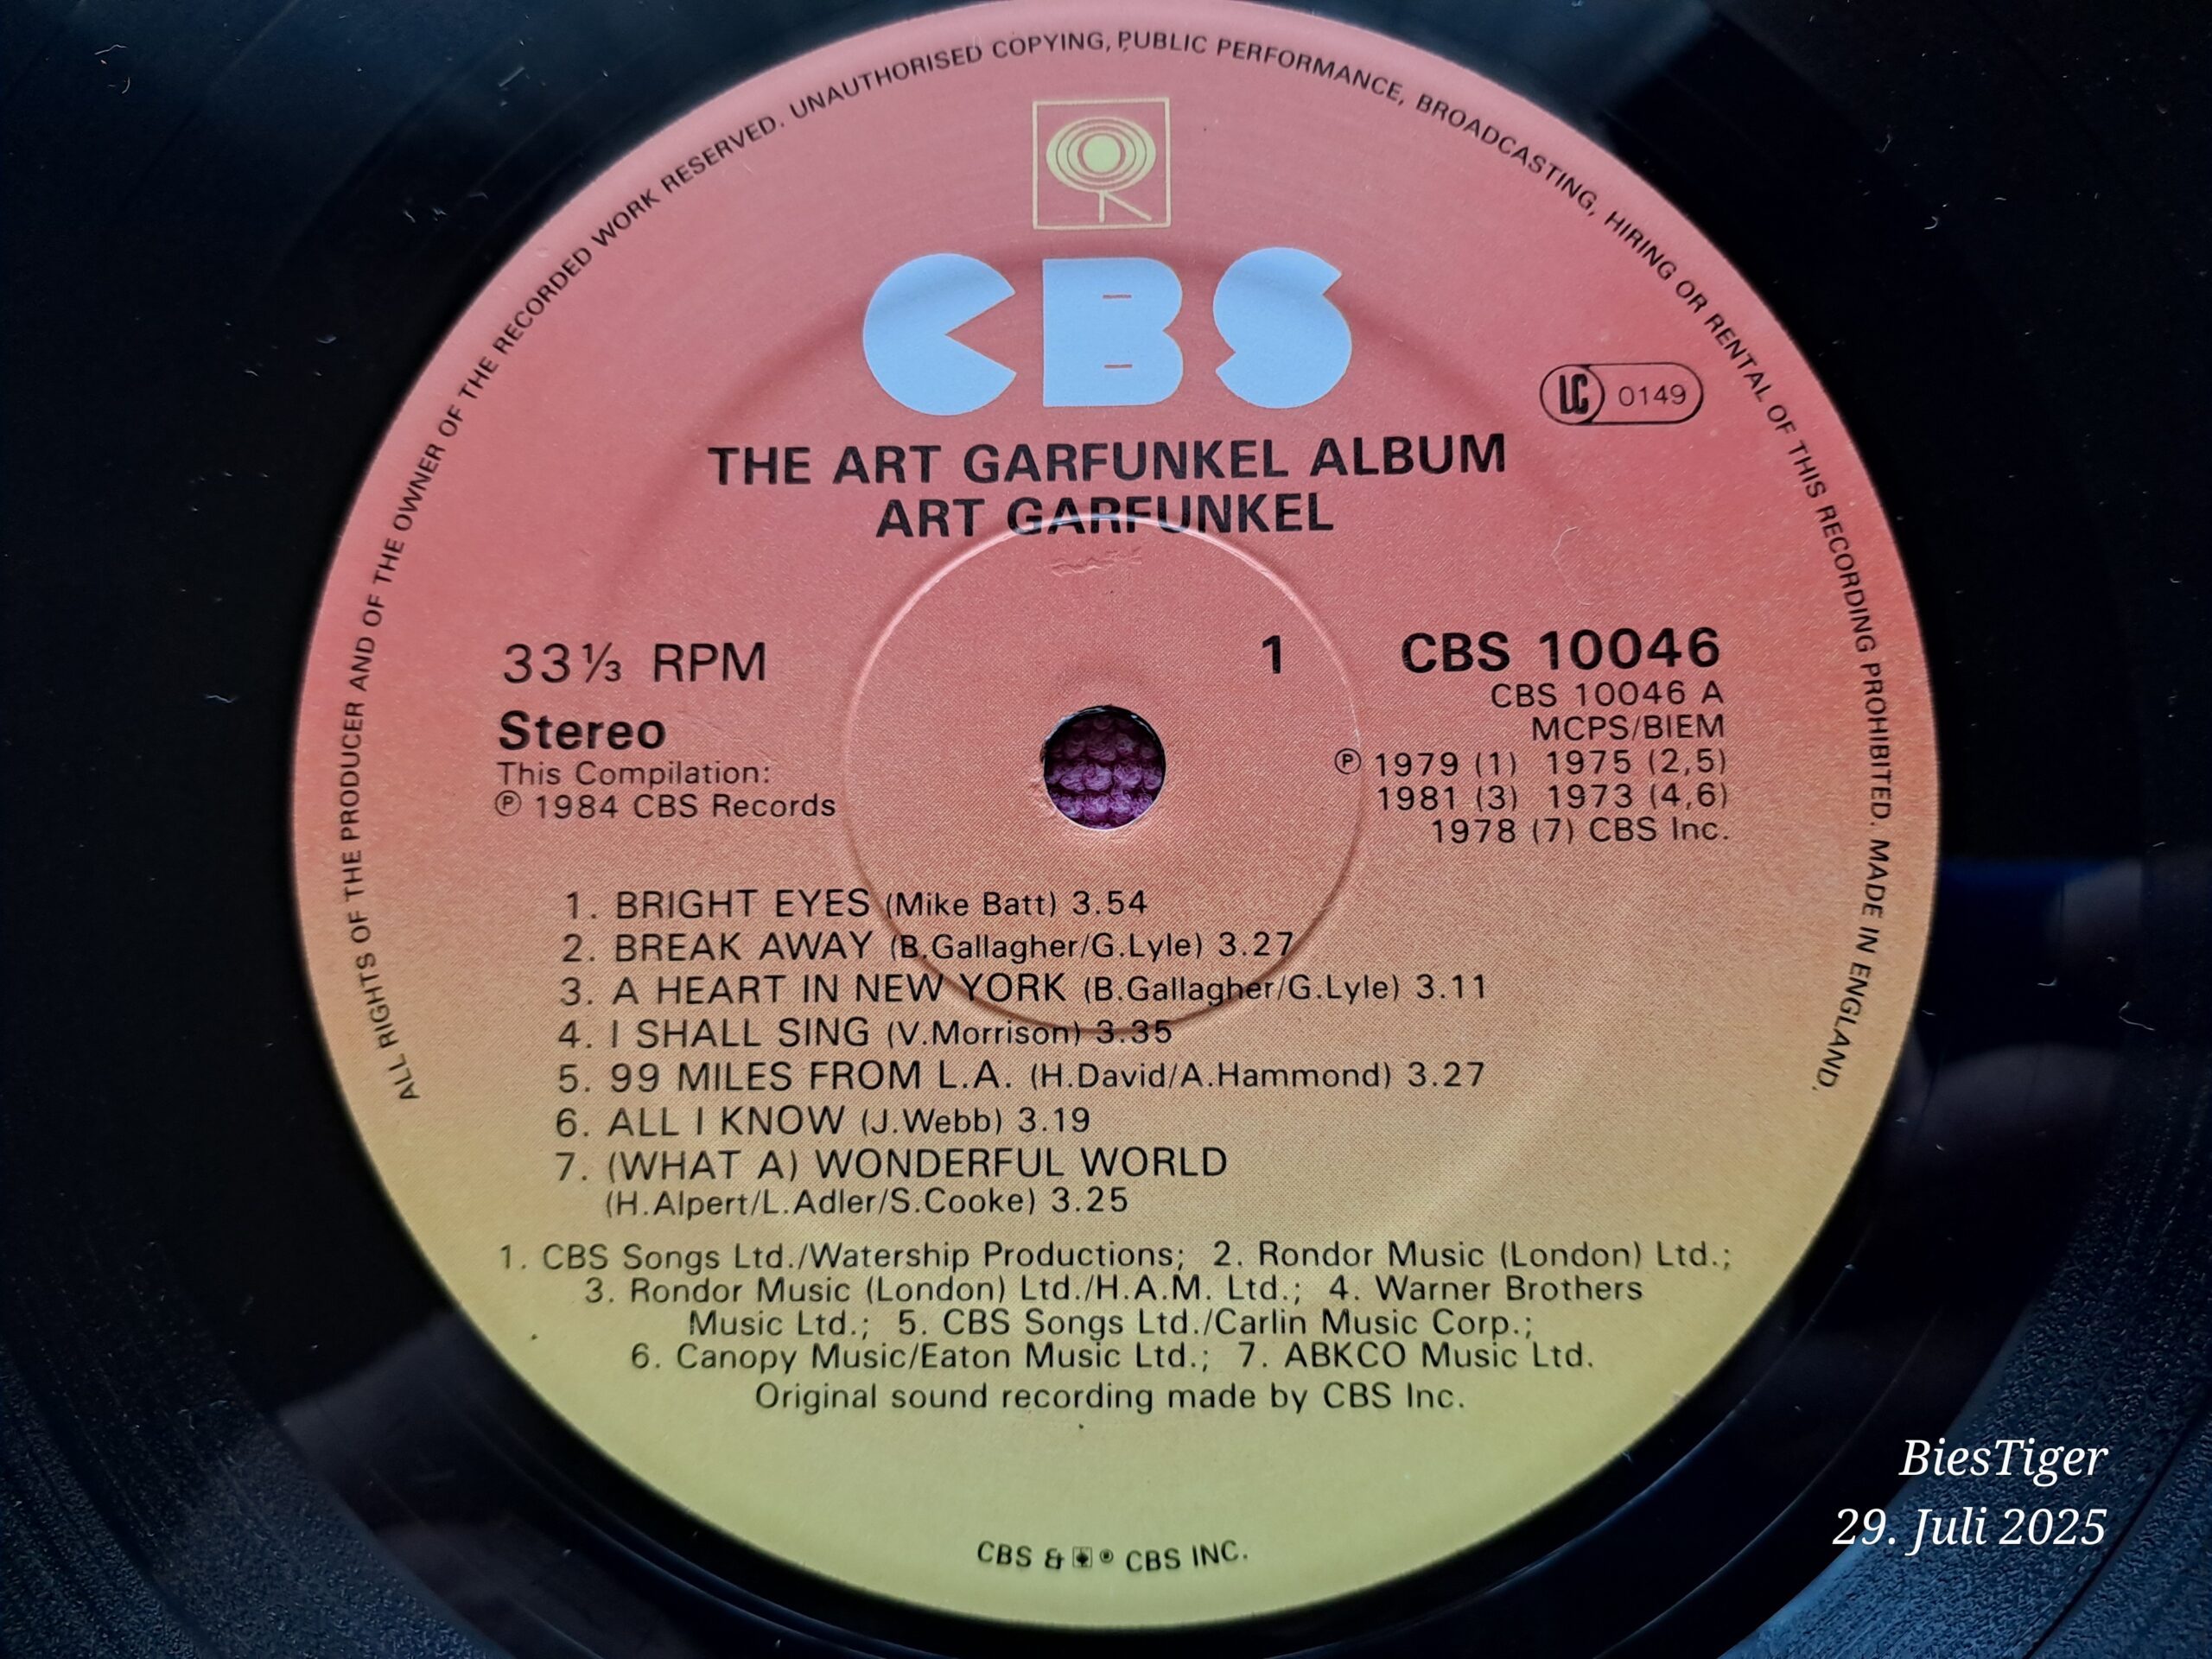 ALL RIGHTS OF THE PRODUCER AND OF THE OWNER OF THE RECORDED WORK RESERVED. UNAUTHORISED COPYING, PUBLIC PERFORMANCE, BROADCASTING, HIRING OR RENTAL OF THIS RECORDING PROHIBITED. MADE IN ENGLAND.
CBS
LC 0149
THE ART GARFUNKEL ALBUM
ART GARFUNKEL
33⅓ RPM
Stereo
This Compilation:
℗ 1984 CBS Records
1
CBS 10046
CBS 10046 A
MCPS/BIEM
℗ 1979 (1) 1975 (2,5)
1981 (3) 1973 (4,6)
1978 (7) CBS Inc.
1. BRIGHT EYES (Mike Batt) 3.54
2. BREAK AWAY (B.Gallagher/G.Lyle) 3.27
3. A HEART IN NEW YORK (B.Gallagher/G.Lyle) 3.11
4. I SHALL SING (V.Morrison) 3.35
5. 99 MILES FROM L.A. (H.David/A.Hammond) 3.27
6. ALL I KNOW (J.Webb) 3.19
7. (WHAT A) WONDERFUL WORLD
(H.Alpert/L.Adler/S.Cooke) 3.25
1. CBS Songs Ltd./Watership Productions; 2. Rondor Music (London) Ltd.;
3. Rondor Music (London) Ltd./H.A.M. Ltd.; 4. Warner Brothers
Music Ltd.; 5. CBS Songs Ltd./Carlin Music Corp.;
6. Canopy Music/Eaton Music Ltd.; 7. ABKCO Music Ltd.
Original sound recording made by CBS Inc.
CBS & ® CBS INC.
BiesTiger
29. Juli 2025